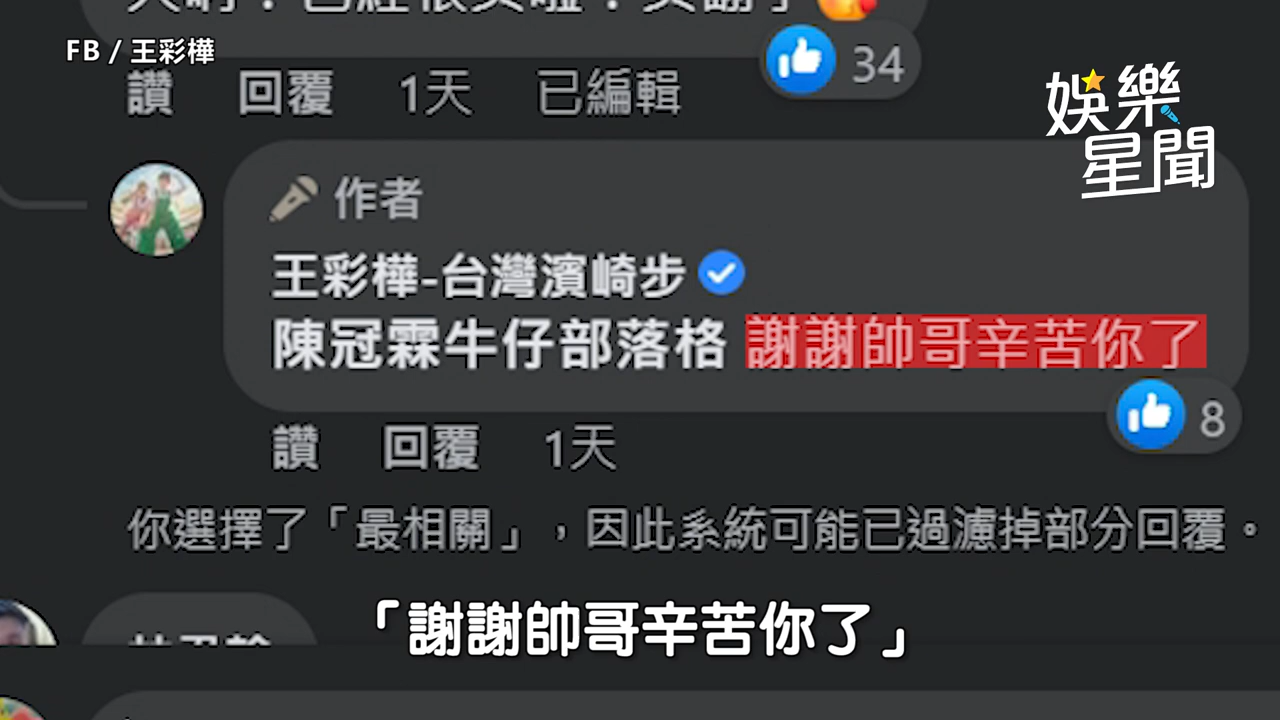 FB / 王彩樺
34
讚 回覆 1天 已編輯
娛樂
星聞
作者
王彩樺-台灣濱崎步
陳冠霖牛仔部落格 謝謝帥哥辛苦你了
8
讚 回覆 1天
你選擇了「最相關」,因此系統可能已過濾掉部分回覆。
「謝謝帥哥辛苦你了」